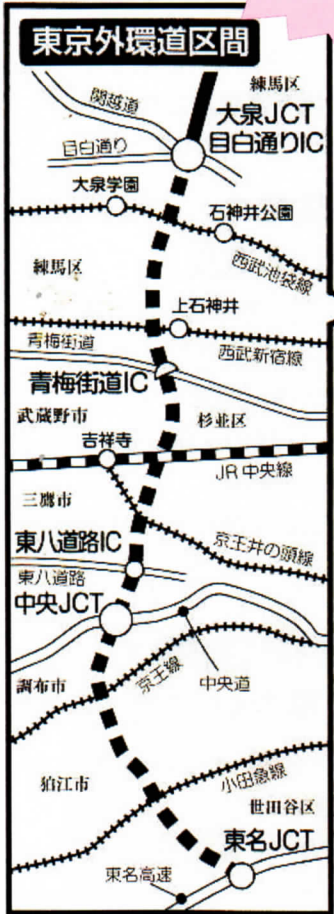 東京外環道区間
練馬区
関越道
大泉JCT
目白通りIC
目白通り
大泉学園
石神井公園
練馬区
西武池袋線
上石神井
青梅街道
西武新宿線
青梅街道IC
武蔵野市
杉並区
吉祥寺
JR中央線
三鷹市
東八道路IC
京王井の頭線
東八道路
中央JCT
調布市
京王線
中央道
狛江市
小田急線
世田谷区
東名JCT
東名高速